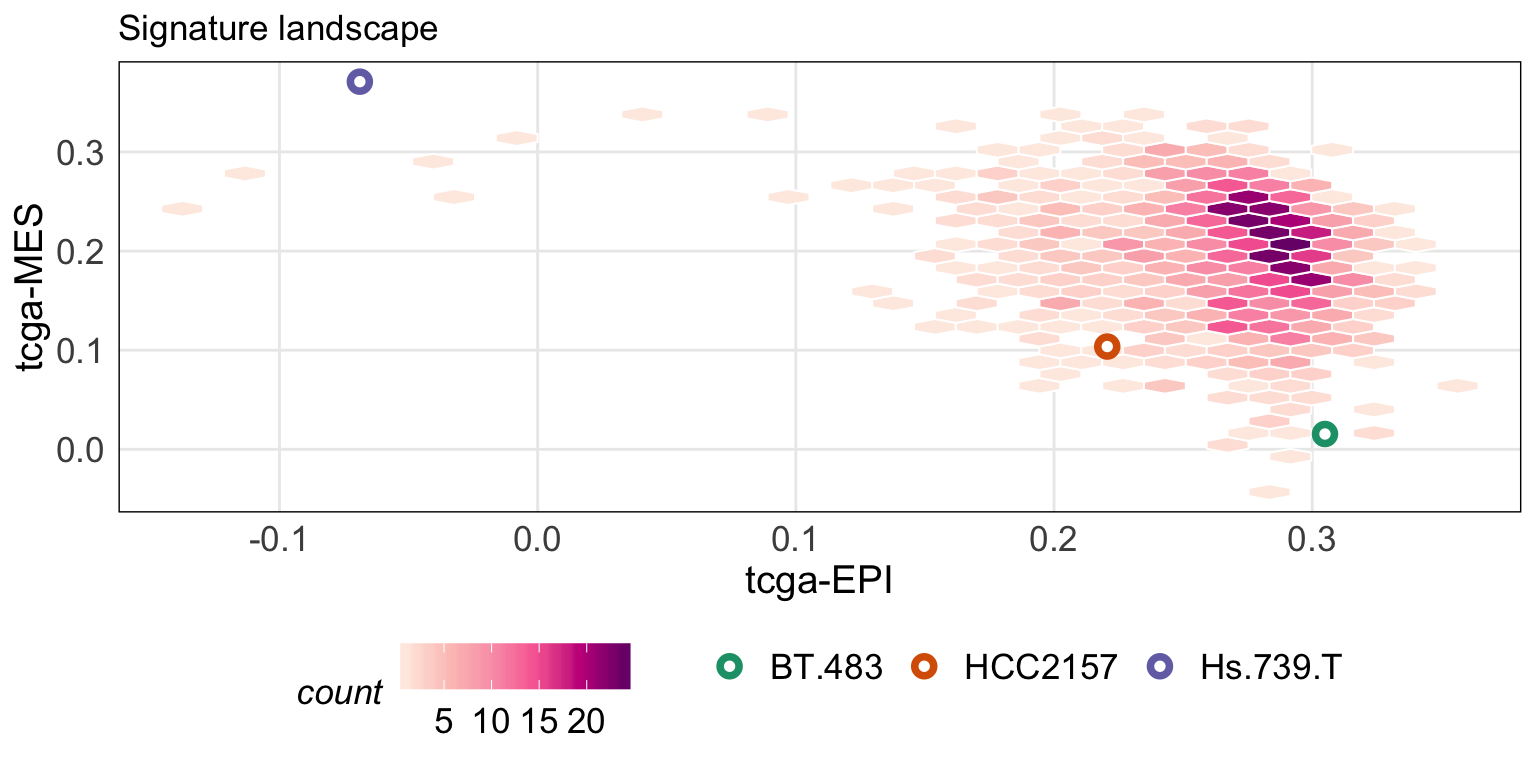 Signature landscape
tcga-MES
0.3
0.2
0.1
0.0
-0.1 0.0 0.1 0.2 0.3
tcga-EPI
count
5 10 15 20
BT.483 HCC2157 Hs.739.T